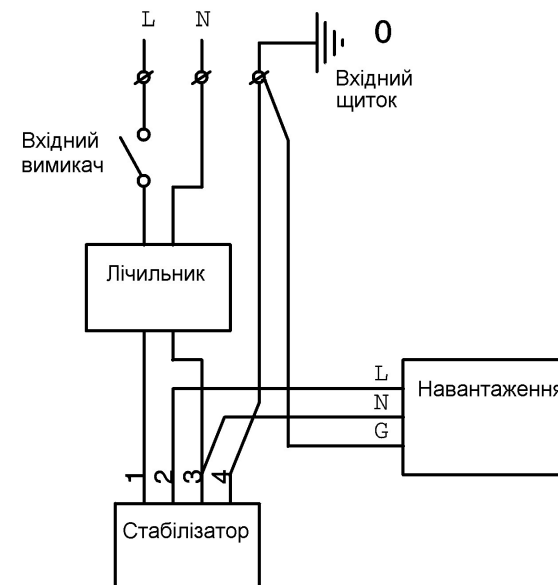 L N 0
Вхідний
щиток
Вхідний
вимикач
Лічильник
L
Навантаження
N
G
1 2 3 4
Стабілізатор